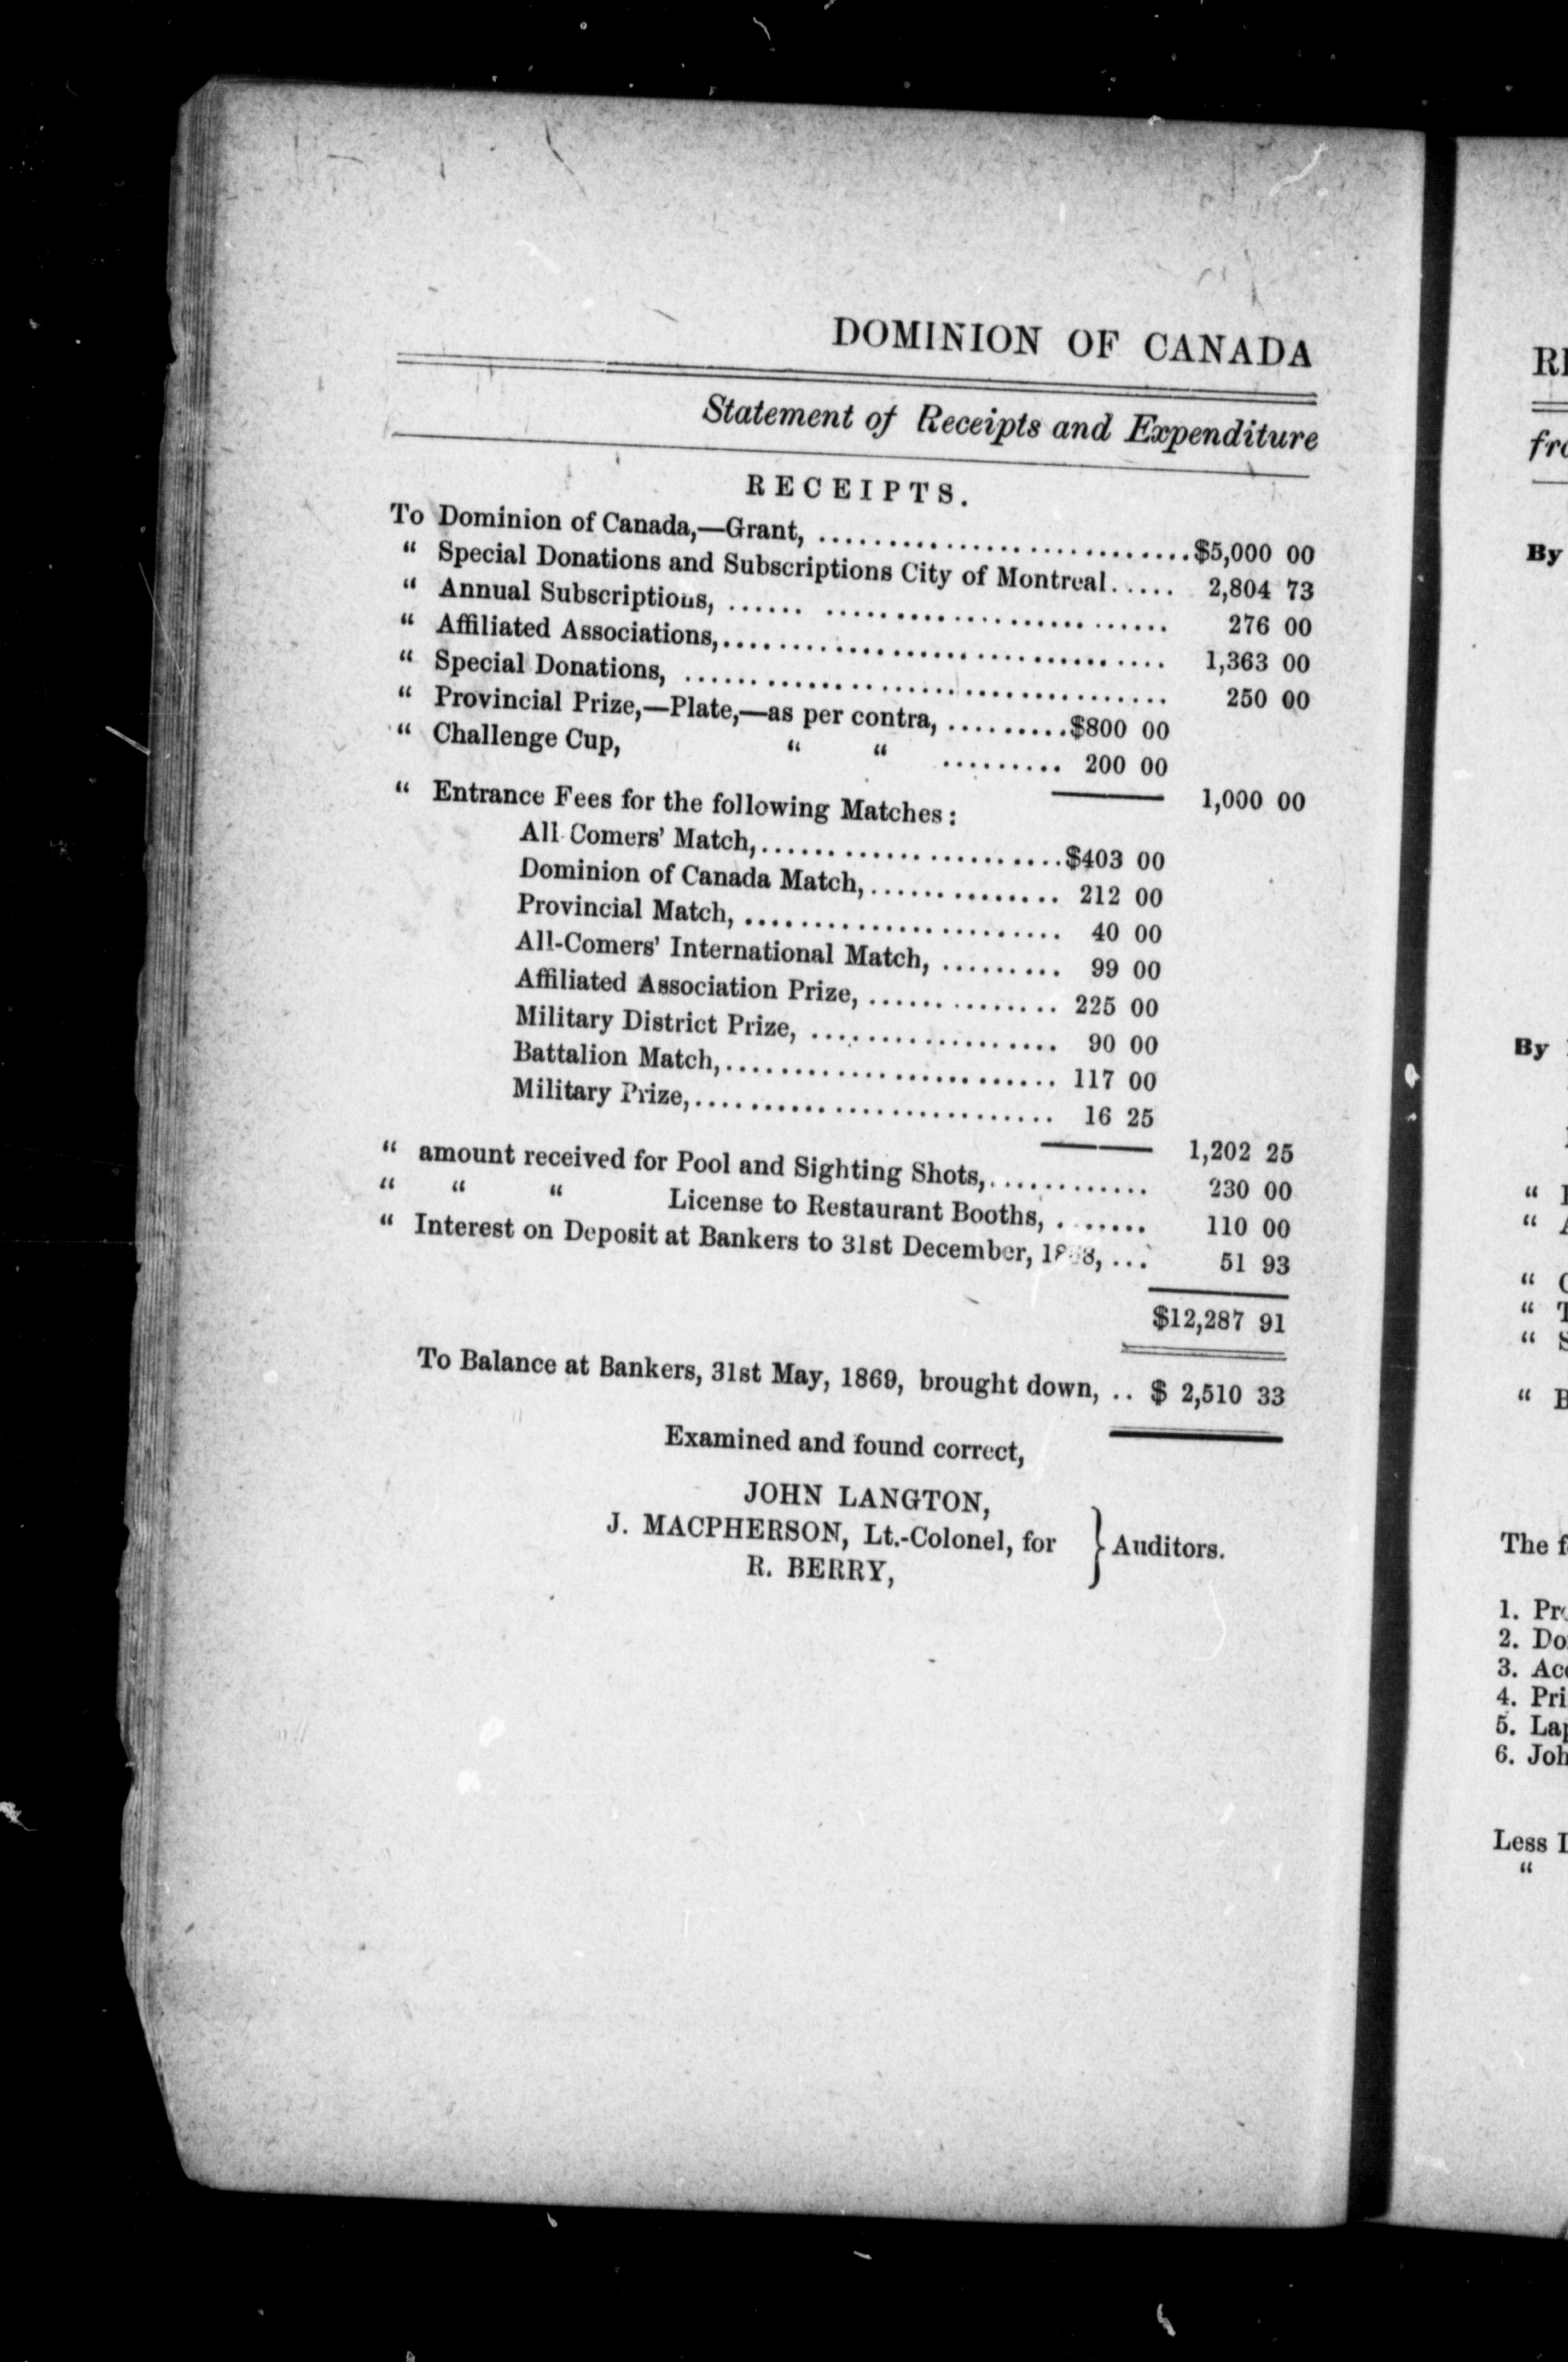 DOMINION OF CANADA
Statement of Receipts and Expenditure
RECEIPTS.
To Dominion of Canada,—Grant, ..............................$5,000 00
“ Special Donations and Subscriptions City of Montreal..... 2,804 73
“ Annual Subscriptions, ...... ......................... 276 00
“ Affiliated Associations,................................ 1,363 00
“ Special Donations, ................................... 250 00
“ Provincial Prize,—Plate,—as per contra, .........$800 00
“ Challenge Cup, “ “ ......... 200 00
1,000 00
“ Entrance Fees for the following Matches:
All Comers’ Match,......................$403 00
Dominion of Canada Match,.............. 212 00
Provincial Match, ....................... 40 00
All-Comers’ International Match, ......... 99 00
Affiliated Association Prize, .............. 225 00
Military District Prize, .................. 90 00
Battalion Match,........................ 117 00
Military Prize,.......................... 16 25
1,202 25
“ amount received for Pool and Sighting Shots,............ 230 00
“ “ “ License to Restaurant Booths, ....... 110 00
“ Interest on Deposit at Bankers to 31st December, ... 51 93
$12,287 91
To Balance at Bankers, 31st May, 1869, brought down, .. $ 2,510 33
Examined and found correct,
JOHN LANGTON,
J. MACPHERSON, Lt.-Colonel, for } Auditors.
R. BERRY,
By
By
“
“
“
“
“
“
The
1.
2.
3.
4.
5.
6.
Less
“